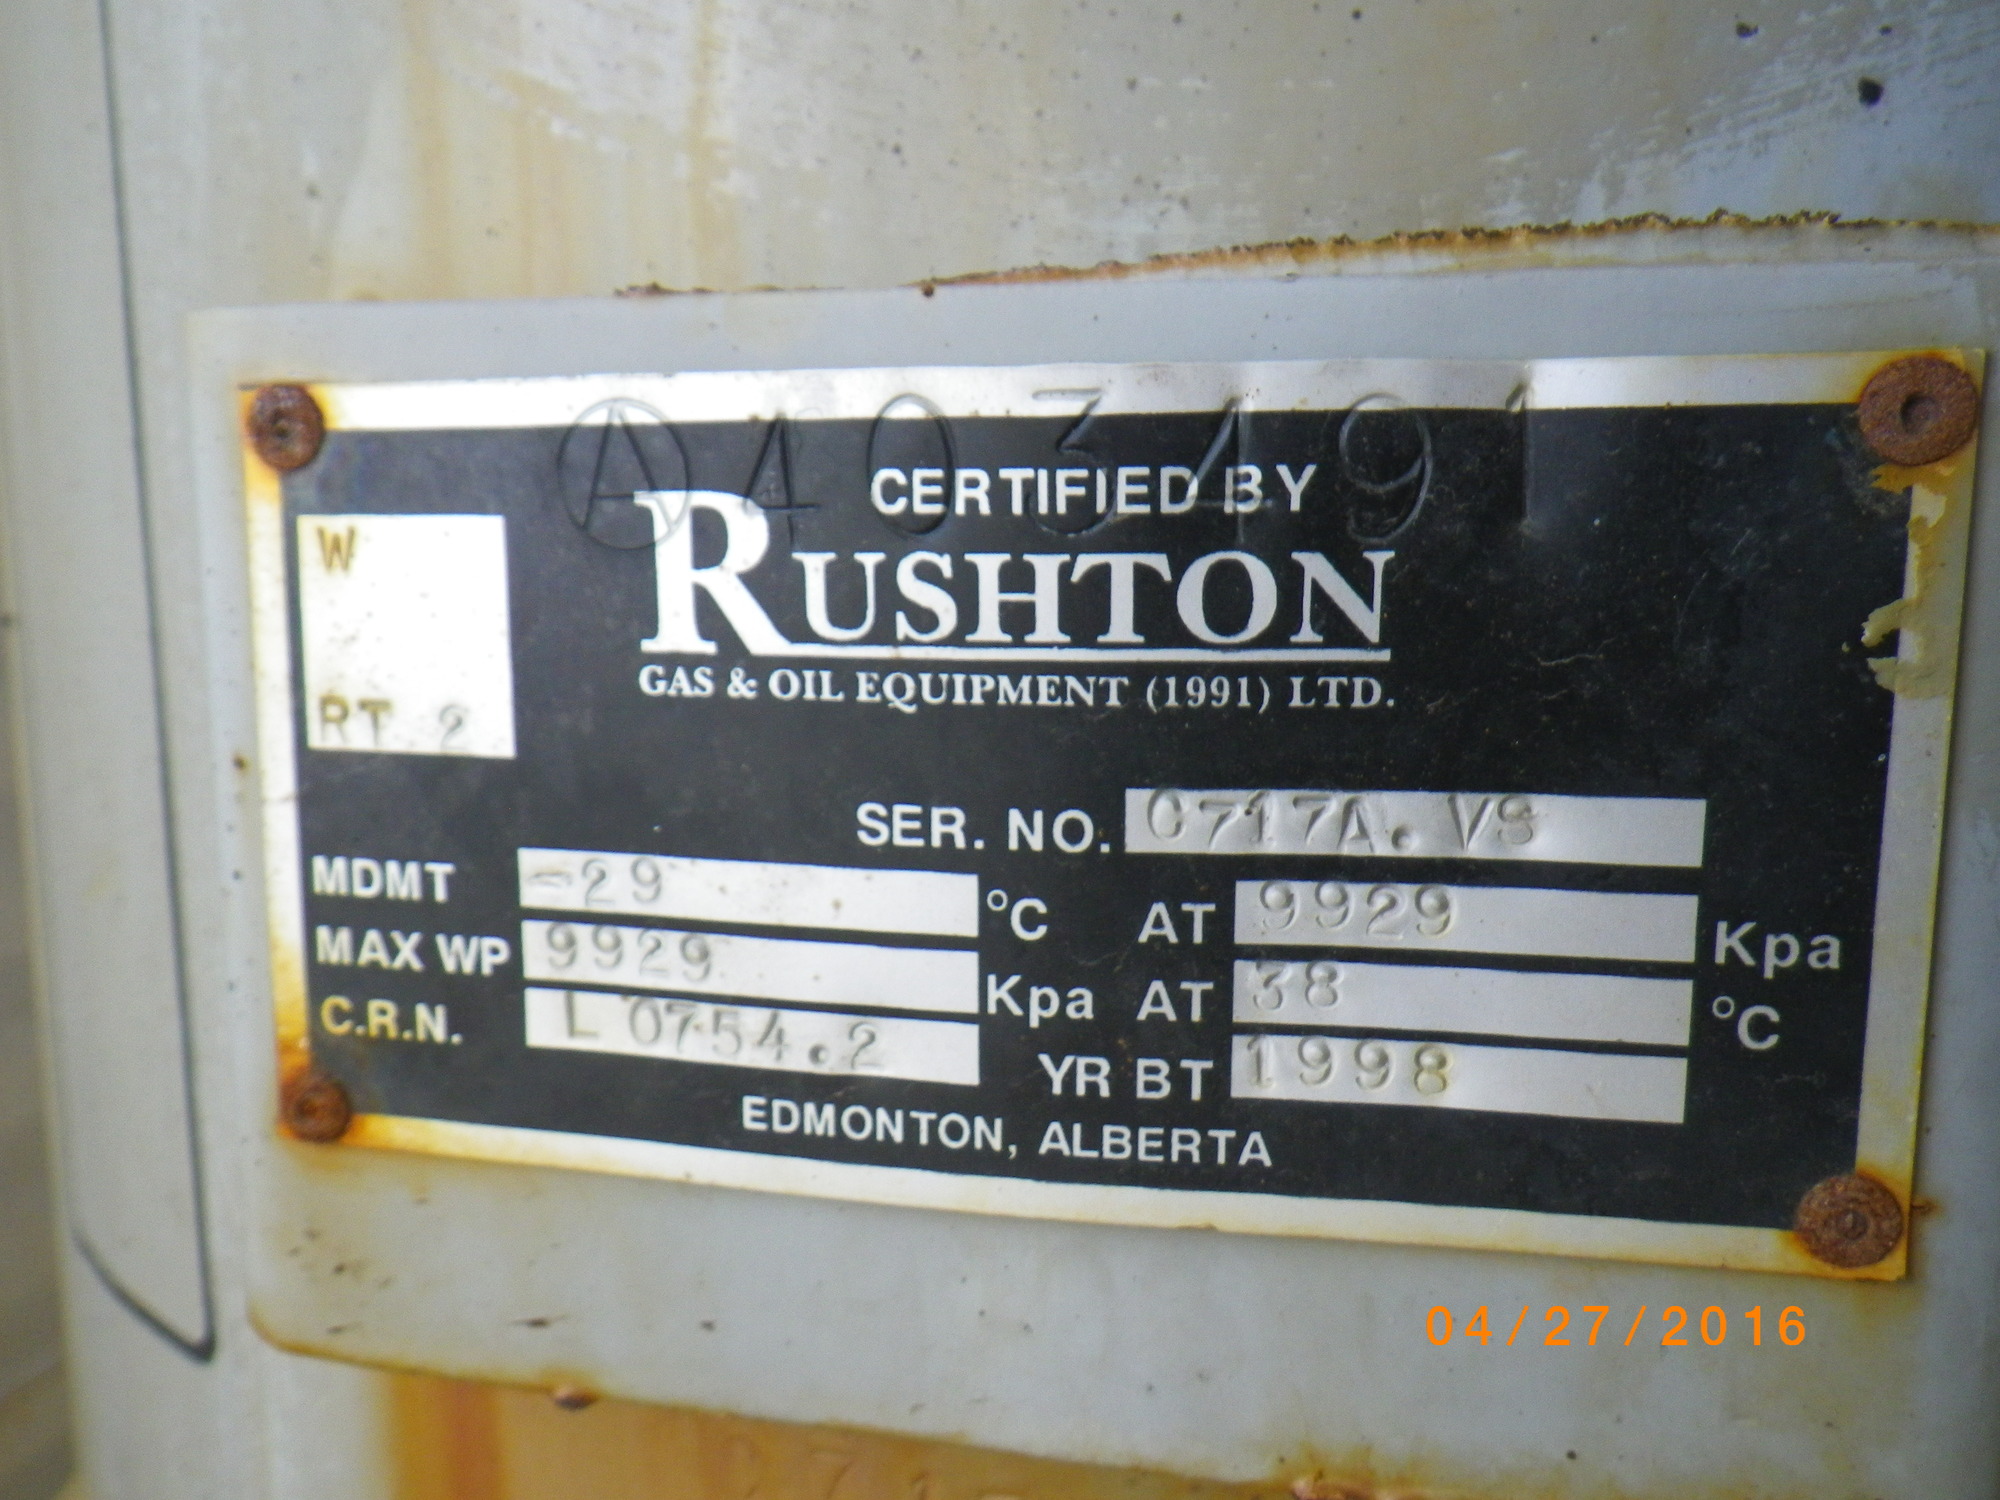 A 403491
CERTIFIED BY
RUSHTON
GAS & OIL EQUIPMENT (1991) LTD.
W
RT 2
SER. NO. C717A.VS
MDMT -29 °C AT 9929 Kpa
MAX WP 9929 Kpa AT 38 °C
C.R.N. L 0754.2 YR BT 1998
EDMONTON, ALBERTA
04/27/2016